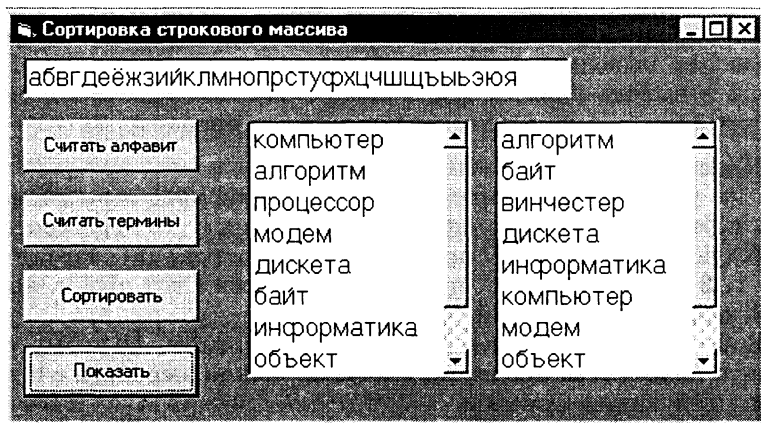 Сортировка строкового массива
абвгдеёжзийклмнопрстуфхцчшщъыьэюя
Считать алфавит
Считать термины
Сортировать
Показать
компьютер
алгоритм
процессор
модем
дискета
байт
информатика
объект
алгоритм
байт
винчестер
дискета
информатика
компьютер
модем
объект